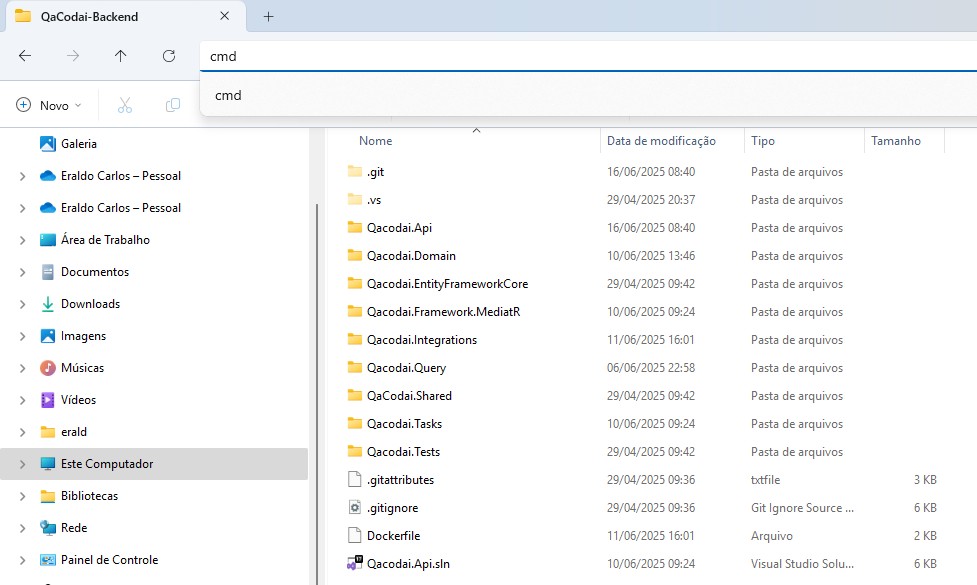 QaCodai-Backend
cmd
Novo
cmd
Galeria
Eraldo Carlos – Pessoal
Eraldo Carlos – Pessoal
Área de Trabalho
Documentos
Downloads
Imagens
Músicas
Vídeos
erald
Este Computador
Bibliotecas
Rede
Painel de Controle
Nome Data de modificação Tipo Tamanho
.git 16/06/2025 08:40 Pasta de arquivos
.vs 29/04/2025 20:37 Pasta de arquivos
Qacodai.Api 16/06/2025 08:40 Pasta de arquivos
Qacodai.Domain 10/06/2025 13:46 Pasta de arquivos
Qacodai.EntityFrameworkCore 29/04/2025 09:42 Pasta de arquivos
Qacodai.Framework.MediatR 10/06/2025 09:24 Pasta de arquivos
Qacodai.Integrations 11/06/2025 16:01 Pasta de arquivos
Qacodai.Query 06/06/2025 22:58 Pasta de arquivos
QaCodai.Shared 29/04/2025 09:42 Pasta de arquivos
Qacodai.Tasks 10/06/2025 09:24 Pasta de arquivos
Qacodai.Tests 29/04/2025 09:42 Pasta de arquivos
.gitattributes 29/04/2025 09:36 txtfile 3 KB
.gitignore 29/04/2025 09:36 Git Ignore Source ... 6 KB
Dockerfile 11/06/2025 16:01 Arquivo 2 KB
Qacodai.Api.sln 10/06/2025 09:24 Visual Studio Solu... 6 KB